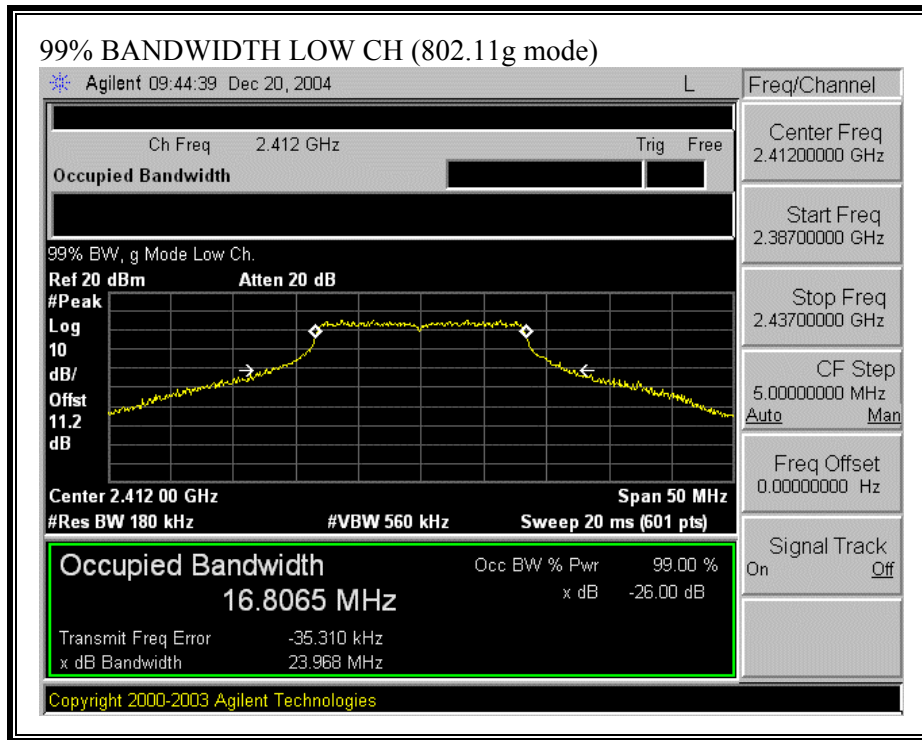 99% BANDWIDTH LOW CH (802.11g mode)
Agilent 09:44:39 Dec 20, 2004 L
Freq/Channel
Ch Freq 2.412 GHz Trig Free
Occupied Bandwidth
Center Freq
2.41200000 GHz
Start Freq
2.38700000 GHz
Stop Freq
2.43700000 GHz
CF Step
5.00000000 MHz
Auto Man
Freq Offset
0.00000000 Hz
Signal Track
On Off
99% BW, g Mode Low Ch.
Ref 20 dBm Atten 20 dB
#Peak
Log
10
dB/
Offst
11.2
dB
Center 2.412 00 GHz Span 50 MHz
#Res BW 180 kHz #VBW 560 kHz Sweep 20 ms (601 pts)
Occupied Bandwidth
16.8065 MHz
Occ BW % Pwr 99.00 %
x dB -26.00 dB
Transmit Freq Error -35.310 kHz
x dB Bandwidth 23.968 MHz
Copyright 2000-2003 Agilent Technologies